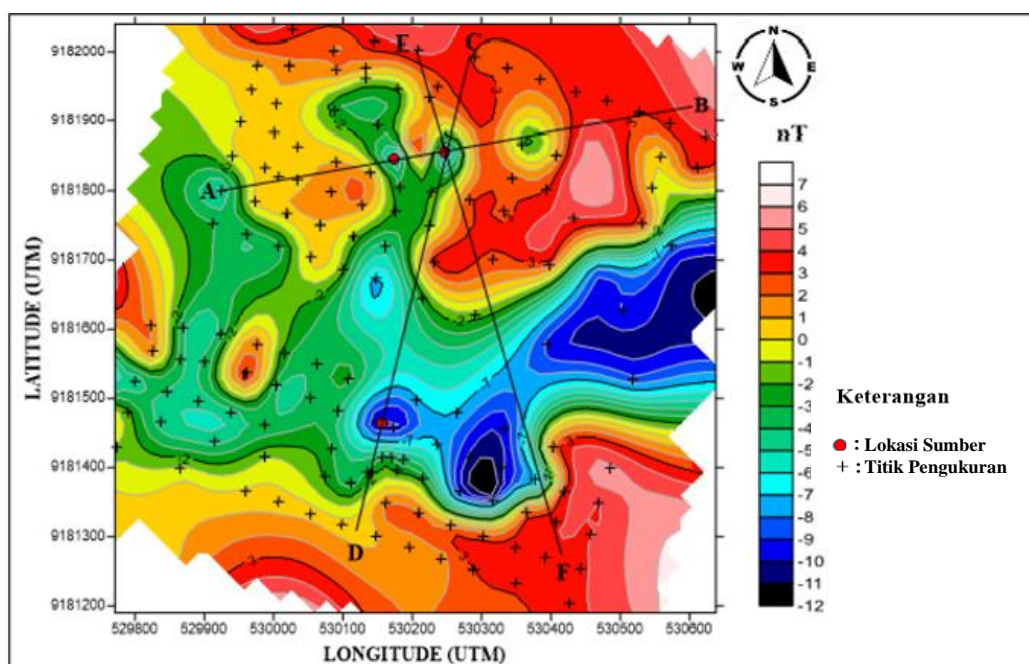 9182000
9181900
9181800
9181700
9181600
9181500
9181400
9181300
9181200
529800 529900 530000 530100 530200 530300 530400 530500 530600
LATITUDE (UTM)
LONGITUDE (UTM)
E C
B
A
D
F
N
W E
S
nT
7
6
5
4
3
2
1
0
-1
-2
-3
-4
-5
-6
-7
-8
-9
-10
-11
-12
Keterangan
: Lokasi Sumber
+ : Titik Pengukuran